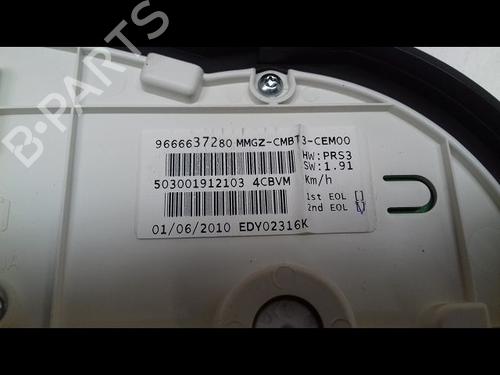 B-PARTS
9666637280 MMGZ-CMBT3-CEM00
HW:PRS3
SW:1.91
503001912103 4CBVM
Km/h
1st EOL []
2nd EOL []
01/06/2010 EDY02316K